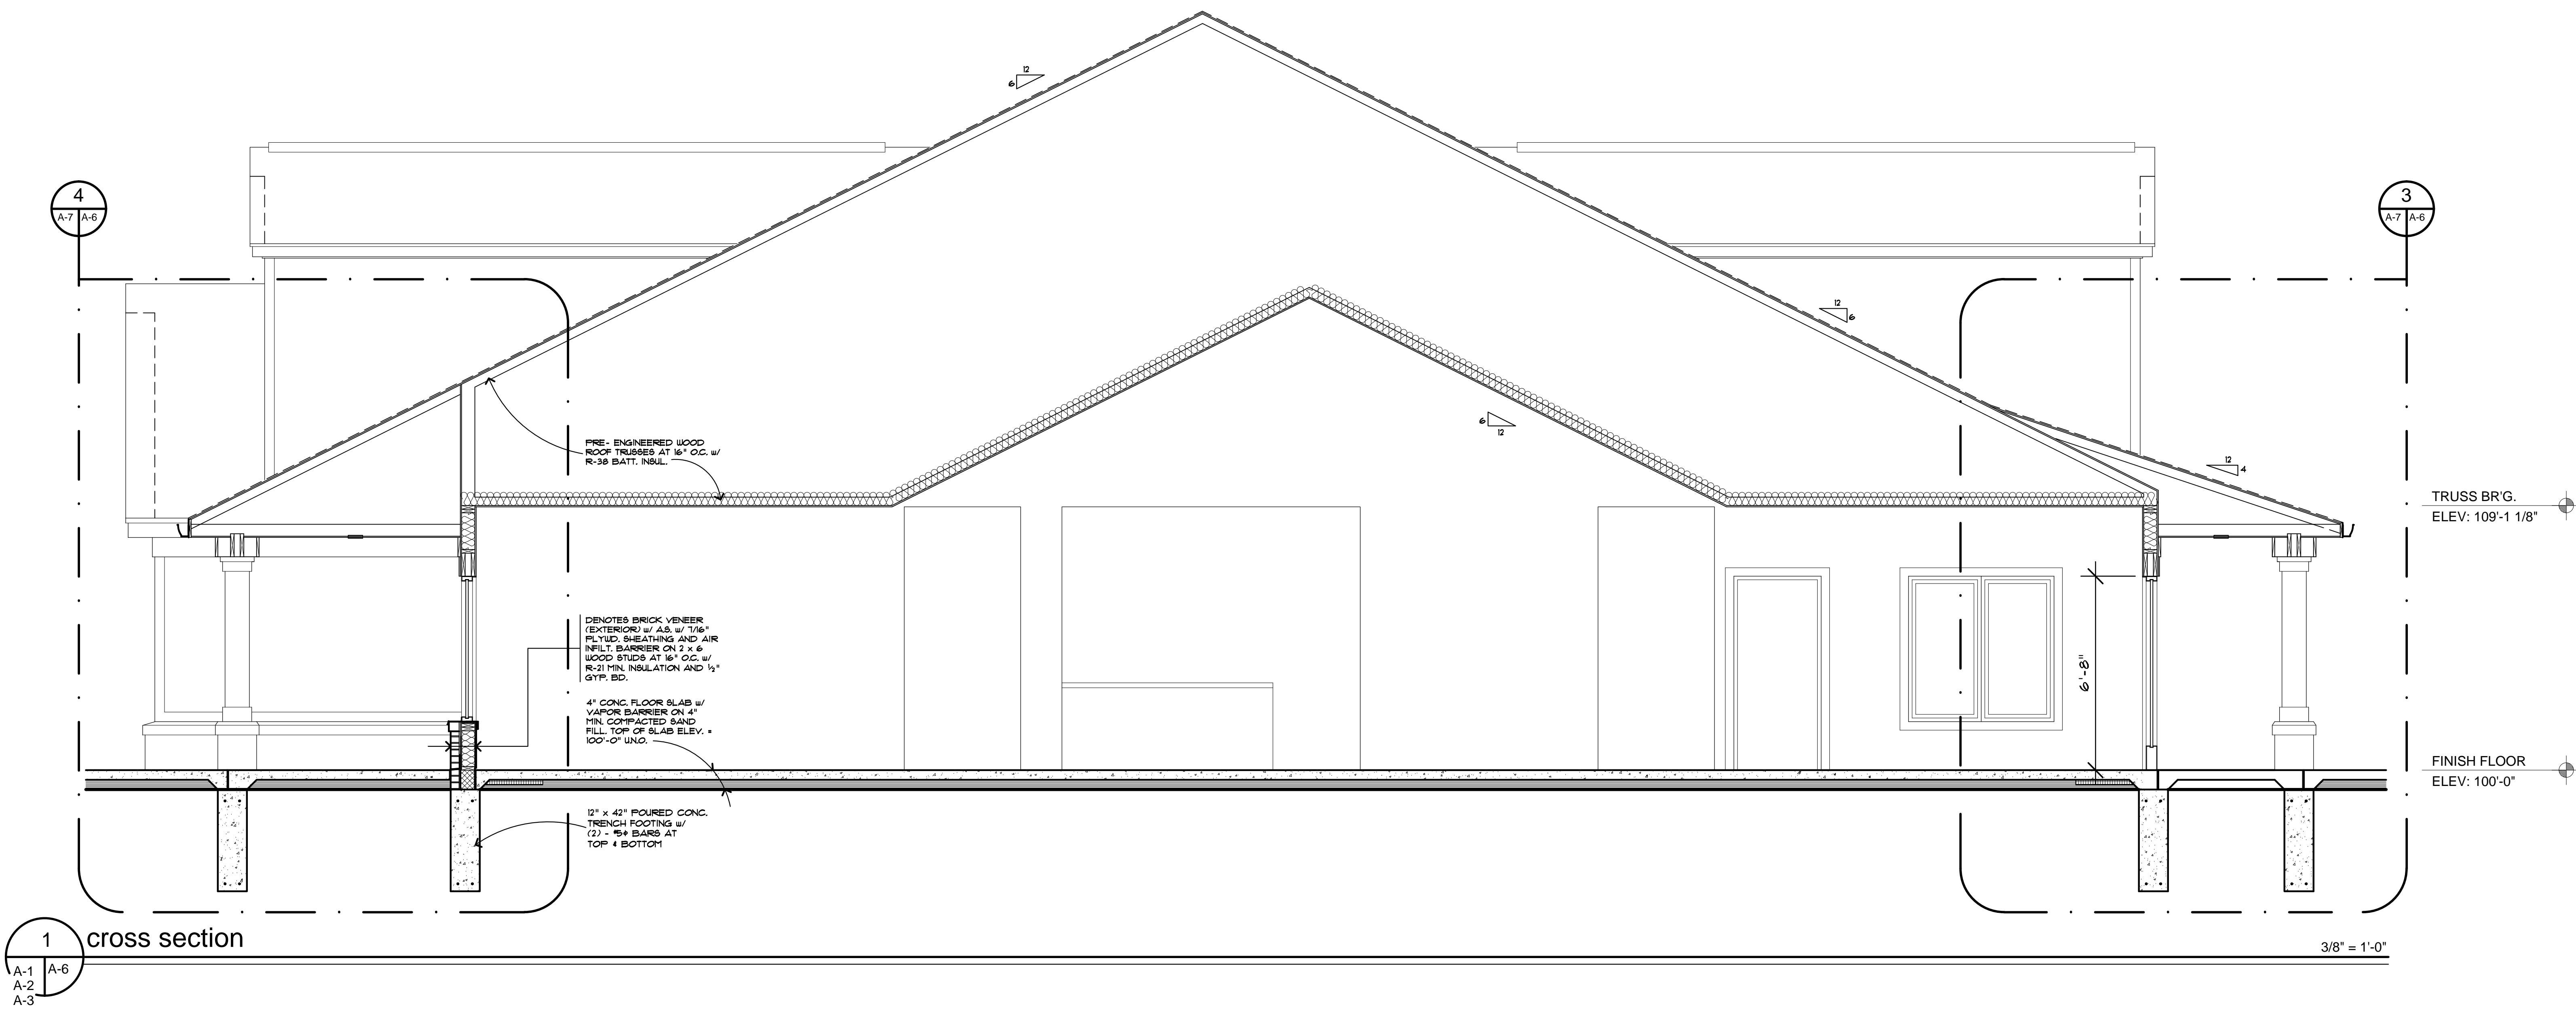 12
6
4
A-7 A-6
3
A-7 A-6
12
6
6
12
12
4
PRE- ENGINEERED WOOD
ROOF TRUSSES AT 16" O.C. w/
R-38 BATT. INSUL.
TRUSS BR'G.
ELEV: 109'-1 1/8"
DENOTES BRICK VENEER
(EXTERIOR) w/ A.S. w/ 7/16"
PLYWD. SHEATHING AND AIR
INFILT. BARRIER ON 2 x 6
WOOD STUDS AT 16" O.C. w/
R-21 MIN. INSULATION AND ½"
GYP. BD.
6'-8"
4" CONC. FLOOR SLAB w/
VAPOR BARRIER ON 4"
MIN. COMPACTED SAND
FILL. TOP OF SLAB ELEV. =
100'-0" U.N.O.
FINISH FLOOR
ELEV: 100'-0"
12" x 42" POURED CONC.
TRENCH FOOTING w/
(2) - #5⌀ BARS AT
TOP & BOTTOM
1
cross section
3/8" = 1'-0"
A-1 A-6
A-2
A-3